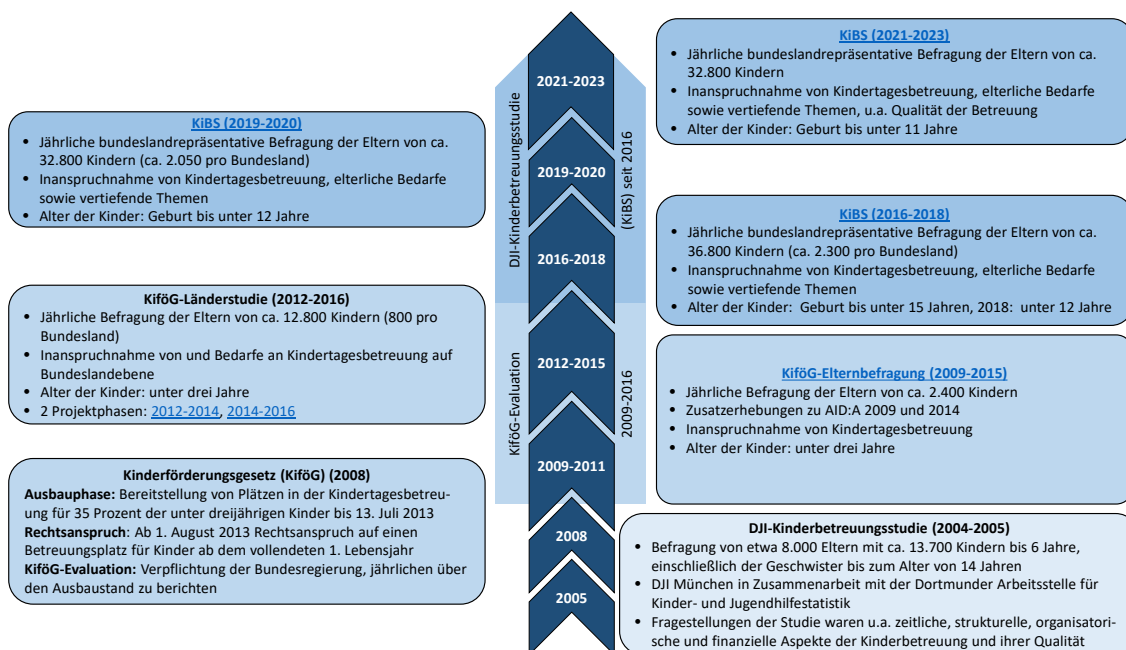 KiBS (2021-2023)
• Jährliche bundeslandrepräsentative Befragung der Eltern von ca.
32.800 Kindern
• Inanspruchnahme von Kindertagesbetreuung, elterliche Bedarfe
sowie vertiefende Themen, u.a. Qualität der Betreuung
• Alter der Kinder: Geburt bis unter 11 Jahre
KiBS (2019-2020)
• Jährliche bundeslandrepräsentative Befragung der Eltern von ca.
32.800 Kindern (ca. 2.050 pro Bundesland)
• Inanspruchnahme von Kindertagesbetreuung, elterliche Bedarfe
sowie vertiefende Themen
• Alter der Kinder: Geburt bis unter 12 Jahre
KiBS (2016-2018)
• Jährliche bundeslandrepräsentative Befragung der Eltern von ca.
36.800 Kindern (ca. 2.300 pro Bundesland)
• Inanspruchnahme von Kindertagesbetreuung, elterliche Bedarfe
sowie vertiefende Themen
• Alter der Kinder: Geburt bis unter 15 Jahren, 2018: unter 12 Jahre
KiföG-Länderstudie (2012-2016)
• Jährliche Befragung der Eltern von ca. 12.800 Kindern (800 pro
Bundesland)
• Inanspruchnahme von und Bedarfe an Kindertagesbetreuung auf
Bundeslandebene
• Alter der Kinder: unter drei Jahre
• 2 Projektphasen: 2012-2014, 2014-2016
KiföG-Elternbefragung (2009-2015)
• Jährliche Befragung der Eltern von ca. 2.400 Kindern
• Zusatzerhebungen zu AID:A 2009 und 2014
• Inanspruchnahme von Kindertagesbetreuung
• Alter der Kinder: unter drei Jahre
Kinderförderungsgesetz (KiföG) (2008)
Ausbauphase: Bereitstellung von Plätzen in der Kindertagesbetreu-
ung für 35 Prozent der unter dreijährigen Kinder bis 13. Juli 2013
Rechtsanspruch: Ab 1. August 2013 Rechtsanspruch auf einen
Betreuungsplatz für Kinder ab dem vollendeten 1. Lebensjahr
KiföG-Evaluation: Verpflichtung der Bundesregierung, jährlichen über
den Ausbaustand zu berichten
DJI-Kinderbetreuungsstudie (2004-2005)
• Befragung von etwa 8.000 Eltern mit ca. 13.700 Kindern bis 6 Jahre,
einschließlich der Geschwister bis zum Alter von 14 Jahren
• DJI München in Zusammenarbeit mit der Dortmunder Arbeitsstelle für
Kinder- und Jugendhilfestatistik
• Fragestellungen der Studie waren u.a. zeitliche, strukturelle, organisatori-
sche und finanzielle Aspekte der Kinderbetreuung und ihrer Qualität
2021-2023
2019-2020
2016-2018
2012-2015
2009-2011
2008
2005
DJI-Kinderbetreuungsstudie
(KiBS) seit 2016
KiföG-Evaluation
2009-2016